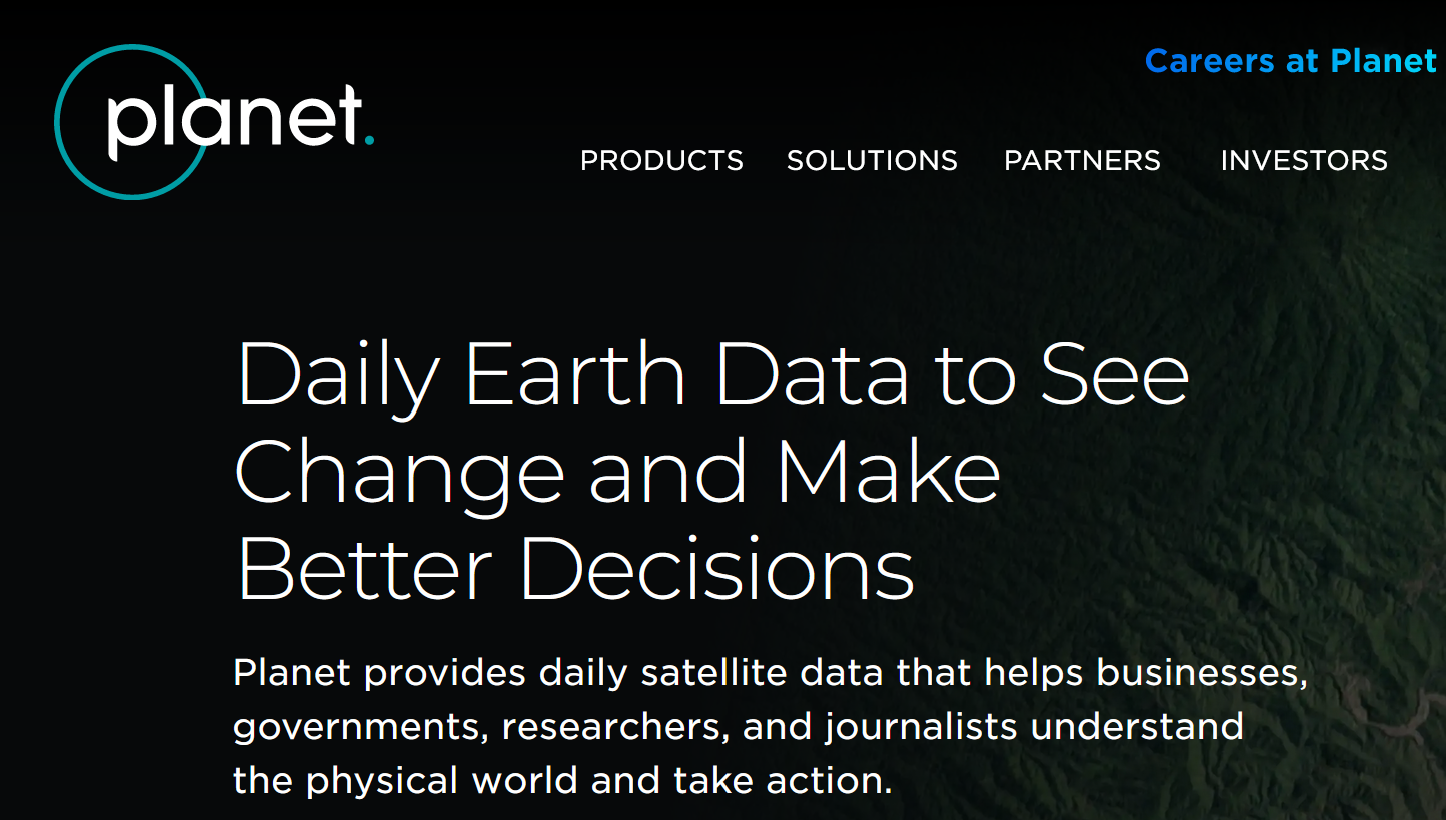 planet.
Careers at Planet
PRODUCTS SOLUTIONS PARTNERS INVESTORS
Daily Earth Data to See
Change and Make
Better Decisions
Planet provides daily satellite data that helps businesses,
governments, researchers, and journalists understand
the physical world and take action.